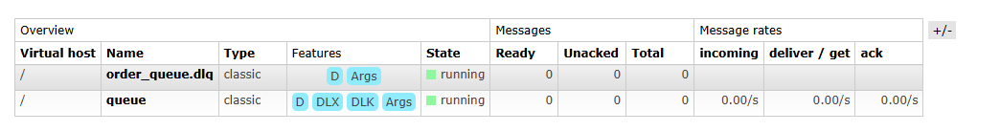 Overview Messages Message rates +/-
Virtual host Name Type Features State Ready Unacked Total incoming deliver / get ack
/ order_queue.dlq classic D Args running 0 0 0
/ queue classic D DLX DLK Args running 0 0 0 0.00/s 0.00/s 0.00/s